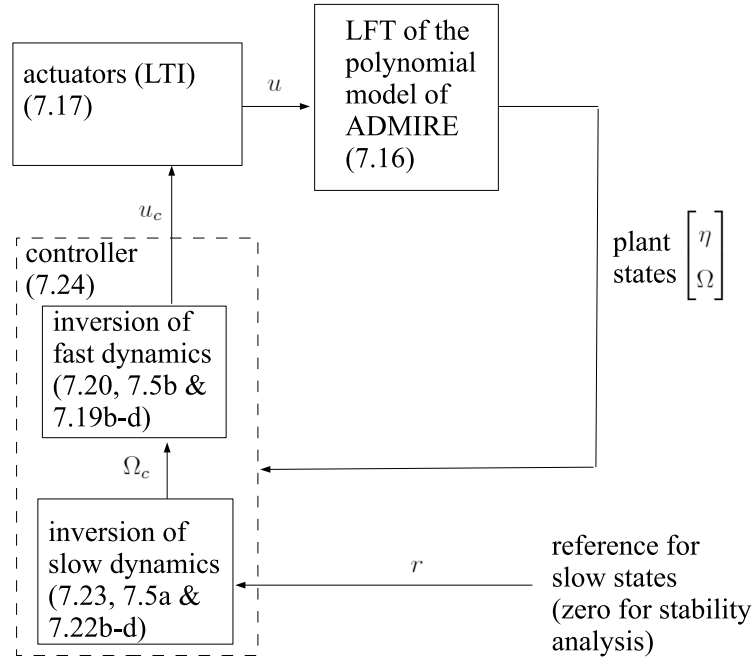 actuators (LTI)
(7.17)
u
LFT of the
polynomial
model of
ADMIRE
(7.16)
u_c
plant
states [η Ω]
controller
(7.24)
inversion of
fast dynamics
(7.20, 7.5b &
7.19b-d)
Ω_c
inversion of
slow dynamics
(7.23, 7.5a &
7.22b-d)
r
reference for
slow states
(zero for stability
analysis)